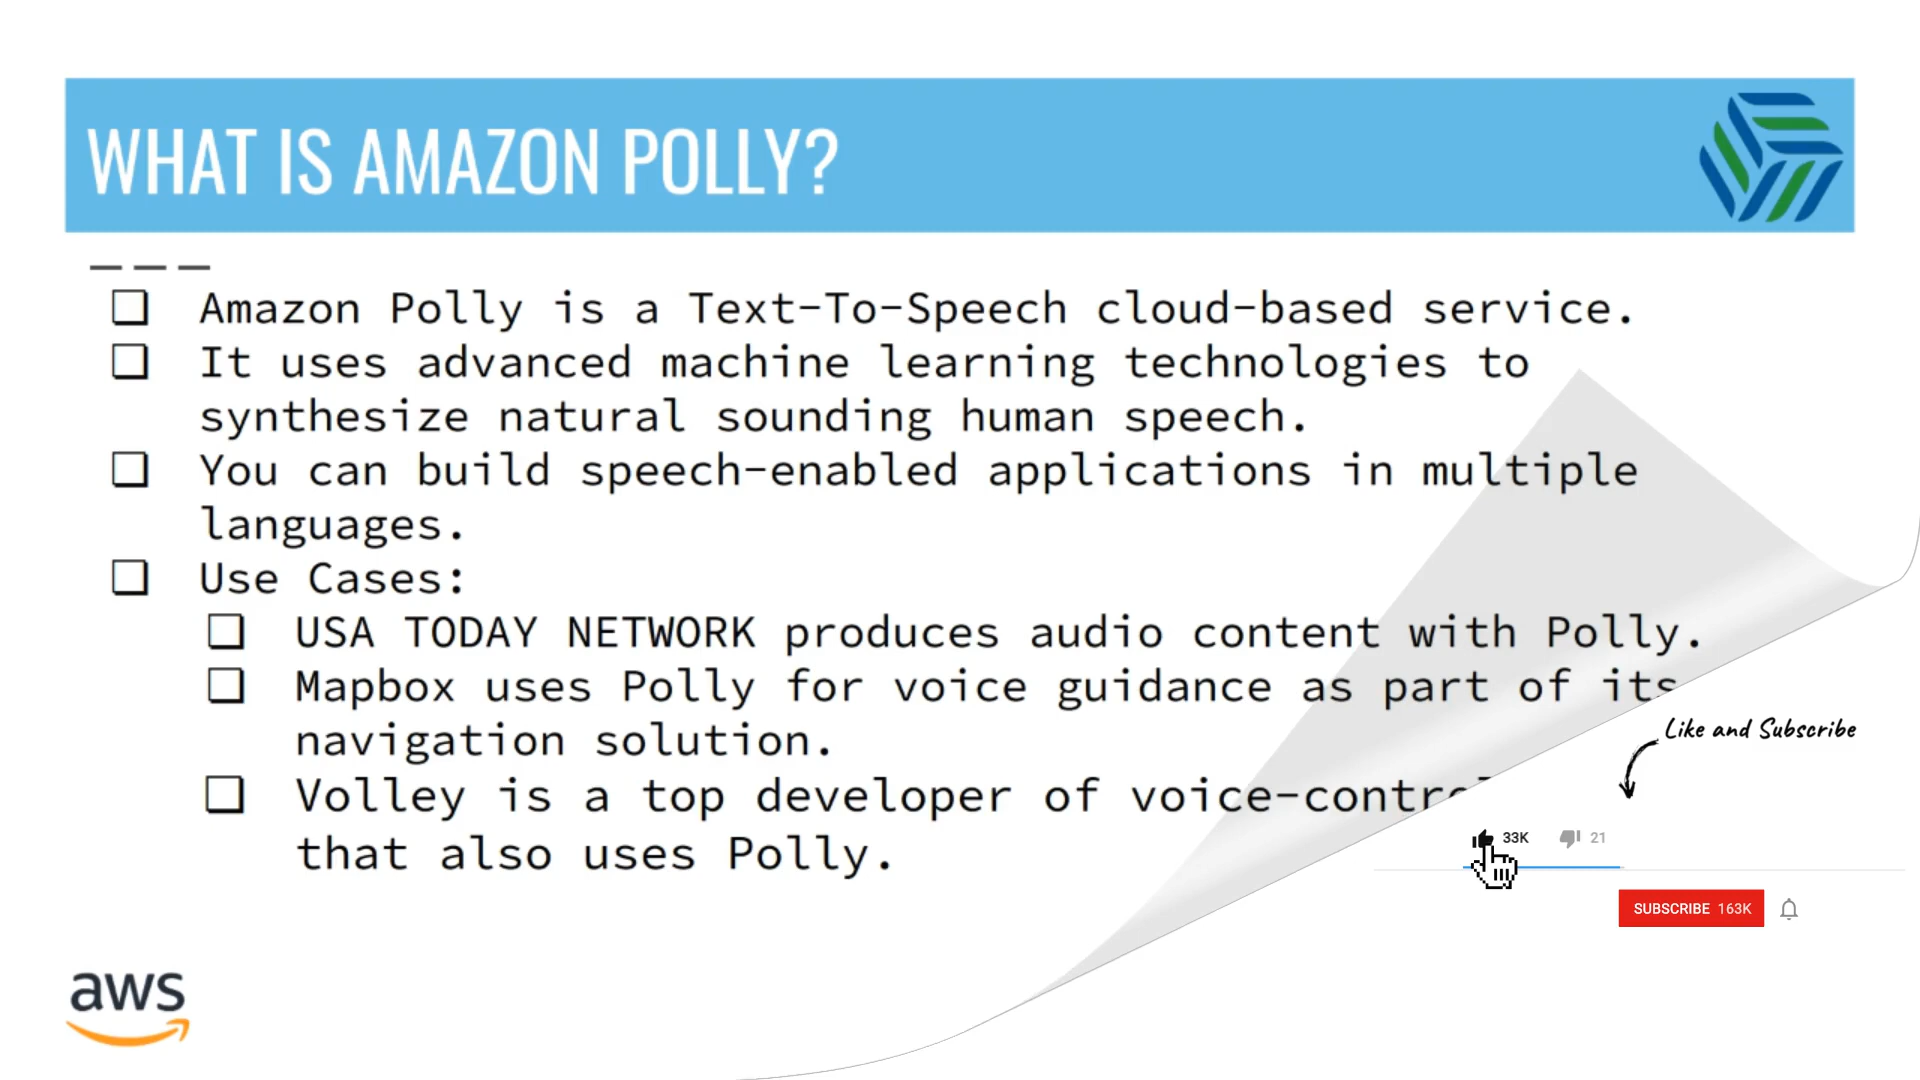 WHAT IS AMAZON POLLY?
Amazon Polly is a Text-To-Speech cloud-based service.
It uses advanced machine learning technologies to
synthesize natural sounding human speech.
You can build speech-enabled applications in multiple
languages.
Use Cases:
USA TODAY NETWORK produces audio content with Polly.
Mapbox uses Polly for voice guidance as part of its
navigation solution.
Volley is a top developer of
that also uses Polly.
Like and Subscribe
33K 21
SUBSCRIBE 163K
aws